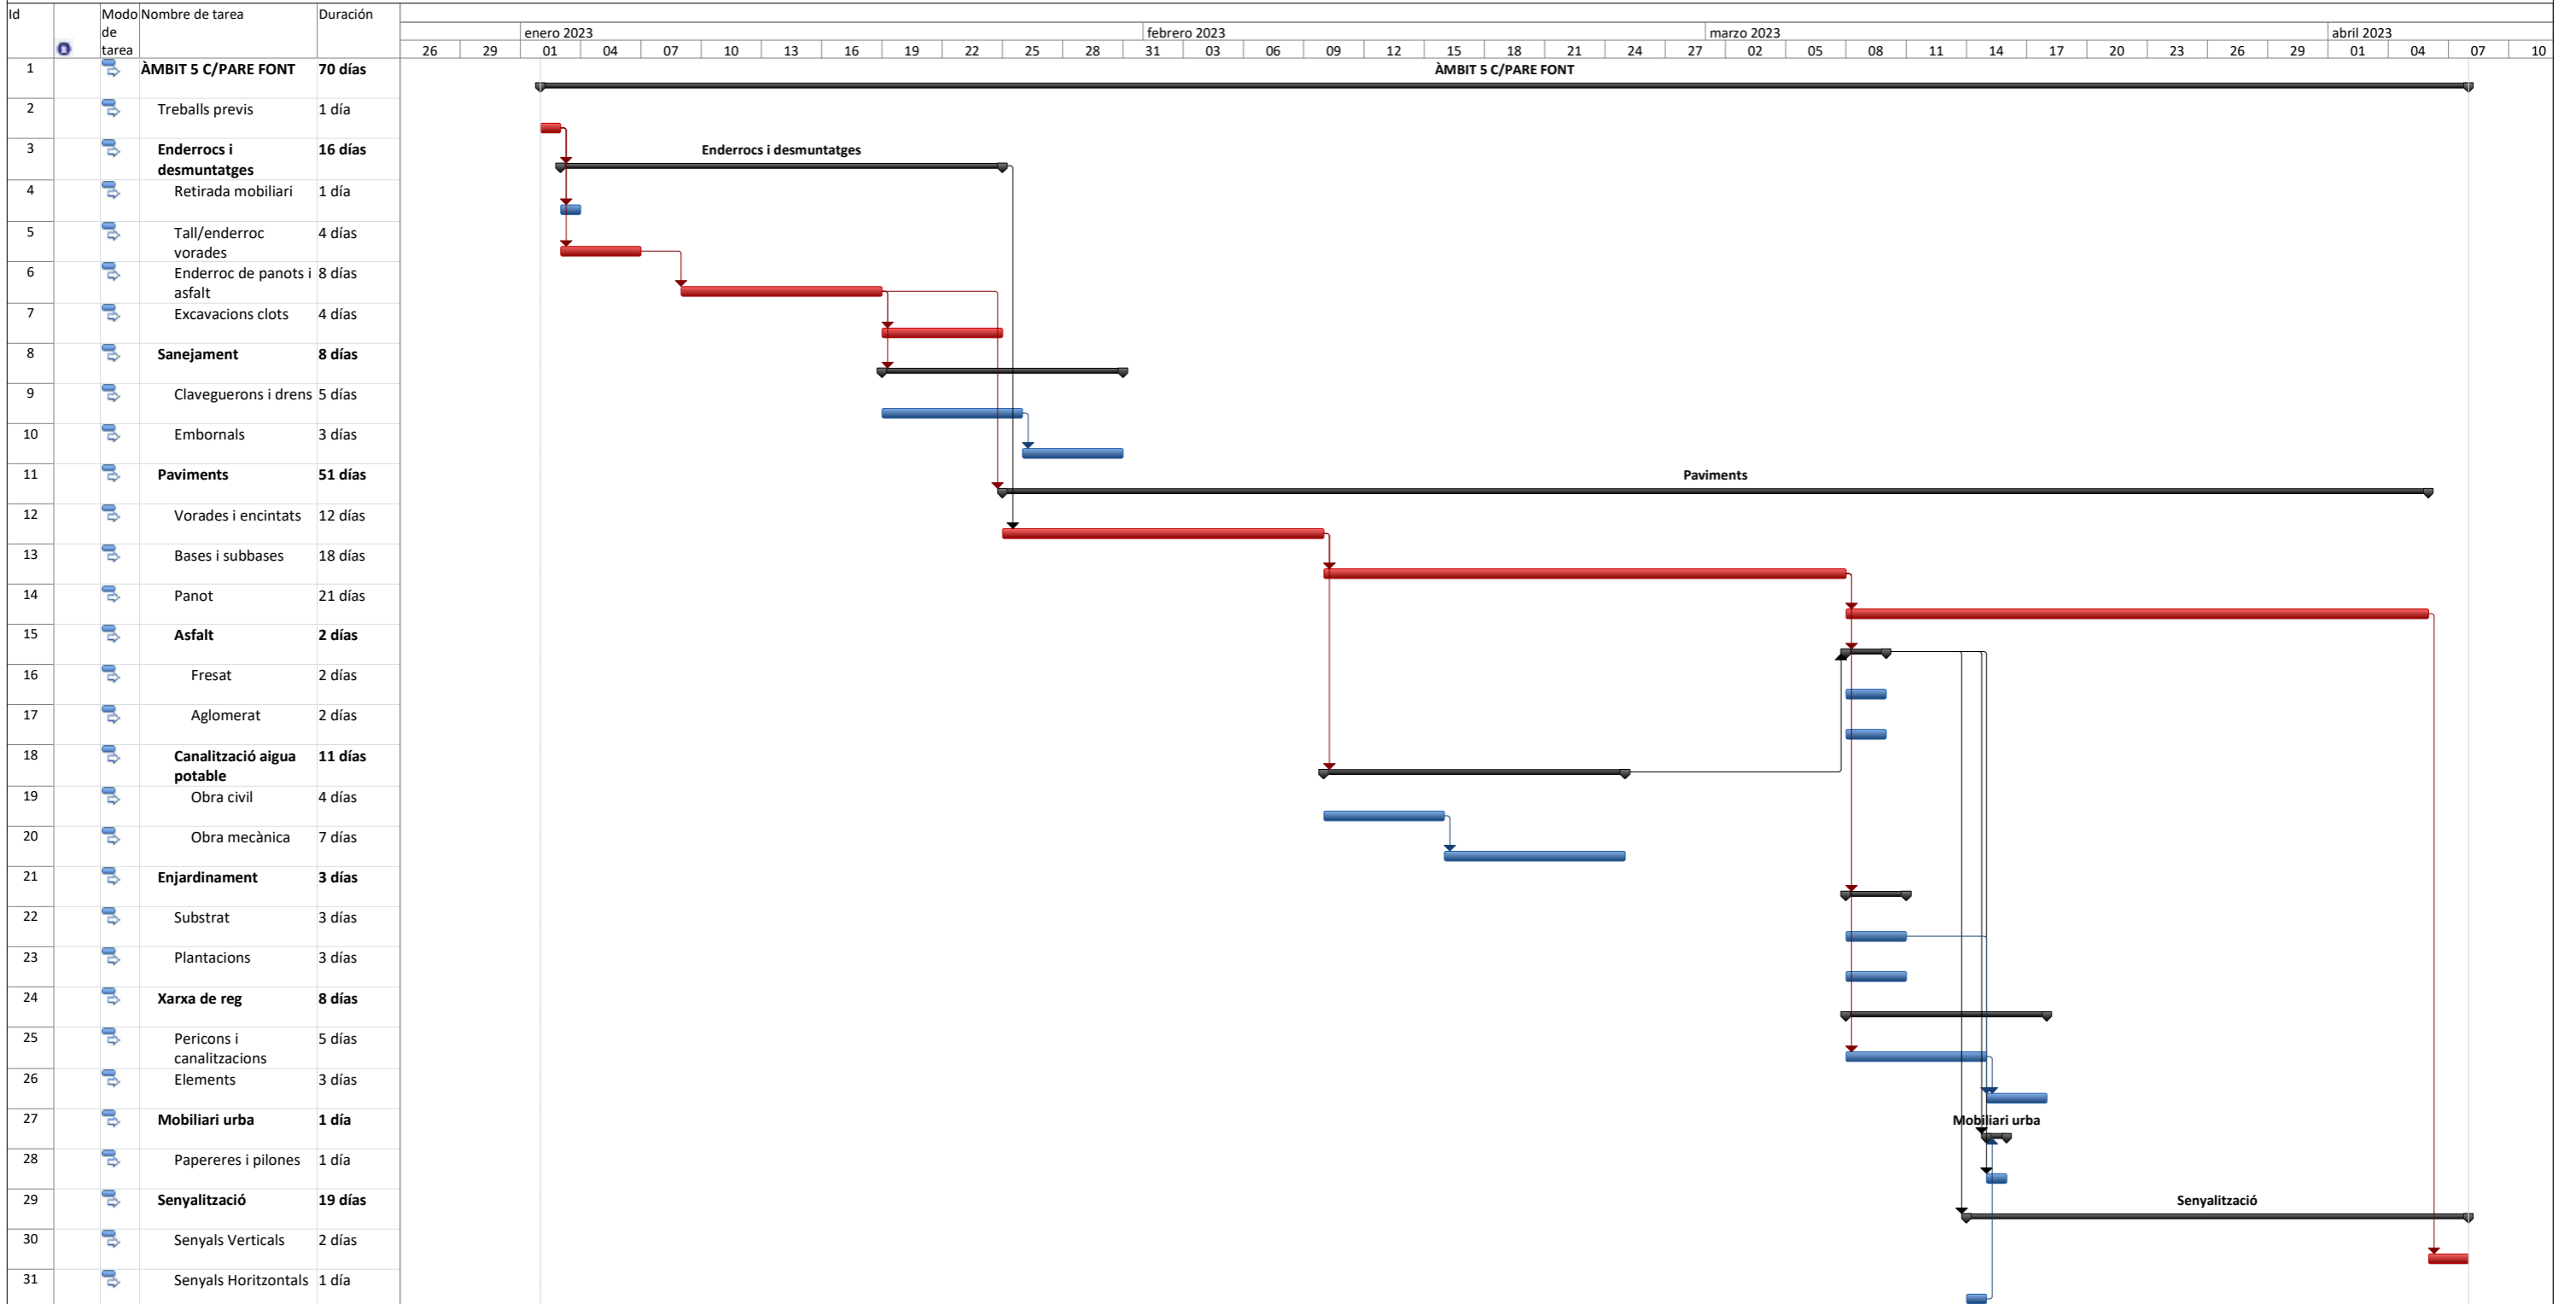 Id Modo de tarea Nombre de tarea Duración
enero 2023 febrero 2023 marzo 2023 abril 2023
26 29 01 04 07 10 13 16 19 22 25 28 31 03 06 09 12 15 18 21 24 27 02 05 08 11 14 17 20 23 26 29 01 04 07 10
1 ÀMBIT 5 C/PARE FONT 70 días ÀMBIT 5 C/PARE FONT
2 Treballs previs 1 día
3 Enderrocs i desmuntatges 16 días Enderrocs i desmuntatges
4 Retirada mobiliari 1 día
5 Tall/enderroc vorades 4 días
6 Enderroc de panots i asfalt 8 días
7 Excavacions clots 4 días
8 Sanejament 8 días
9 Claveguerons i drens 5 días
10 Embornals 3 días
11 Paviments 51 días Paviments
12 Vorades i encintats 12 días
13 Bases i subbases 18 días
14 Panot 21 días
15 Asfalt 2 días
16 Fresat 2 días
17 Aglomerat 2 días
18 Canalització aigua potable 11 días
19 Obra civil 4 días
20 Obra mecànica 7 días
21 Enjardinament 3 días
22 Substrat 3 días
23 Plantacions 3 días
24 Xarxa de reg 8 días
25 Pericons i canalitzacions 5 días
26 Elements 3 días
27 Mobiliari urba 1 día Mobiliari urba
28 Papereres i pilones 1 día
29 Senyalització 19 días Senyalització
30 Senyals Verticals 2 días
31 Senyals Horitzontals 1 día